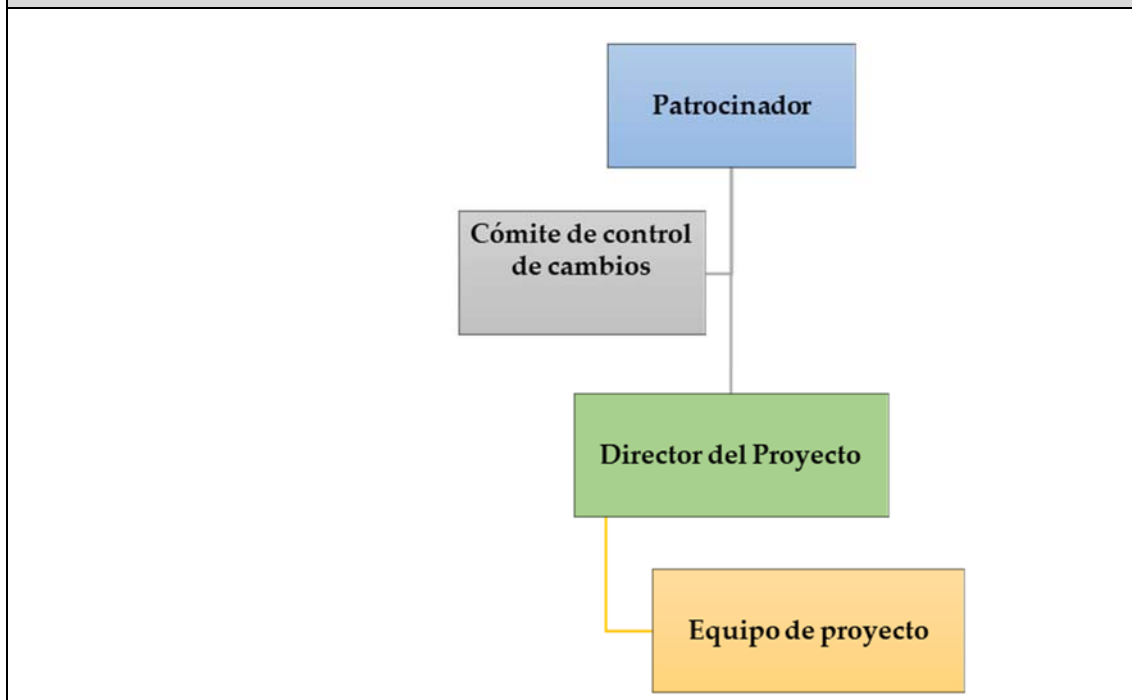 Patrocinador
Cómite de control
de cambios
Director del Proyecto
Equipo de proyecto